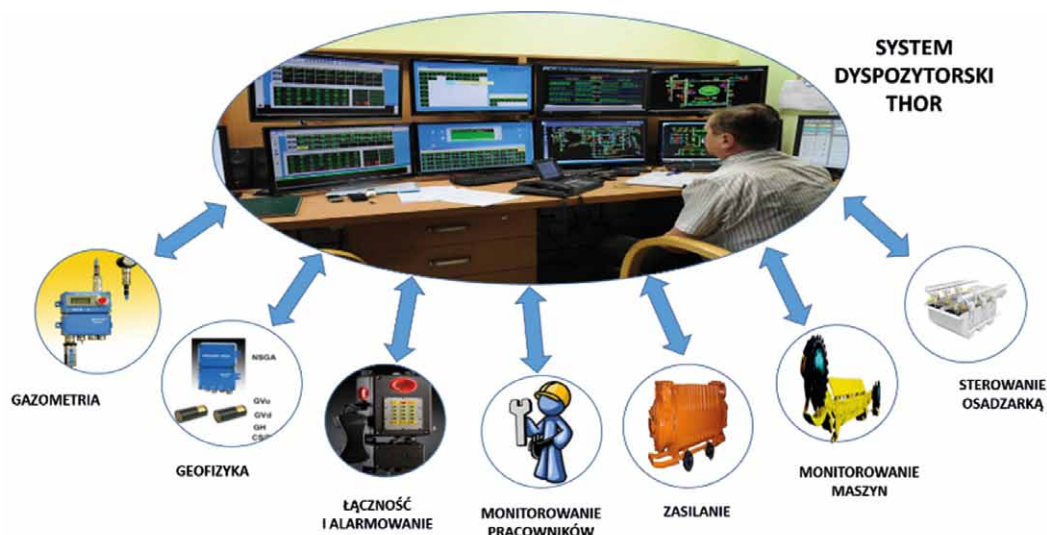 SYSTEM
DYSPOZYTORSKI
THOR
GAZOMETRIA
NSGA
GVu
GVd
GH
GEOFIZYKA
ŁĄCZNOŚĆ
I ALARMOWANIE
MONITOROWANIE
PRACOWNIKÓW
ZASILANIE
MONITOROWANIE
MASZYN
STEROWANIE
OSADZARKĄ